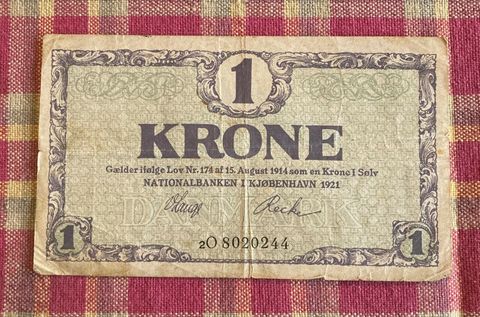 1
KRONE
Gælder ifølge Lov Nr. 174 af 15. August 1914 som en Krone i Sølv
NATIONALBANKEN I KJØBENHAVN 1921
DANMARK
1 2O 8020244 1